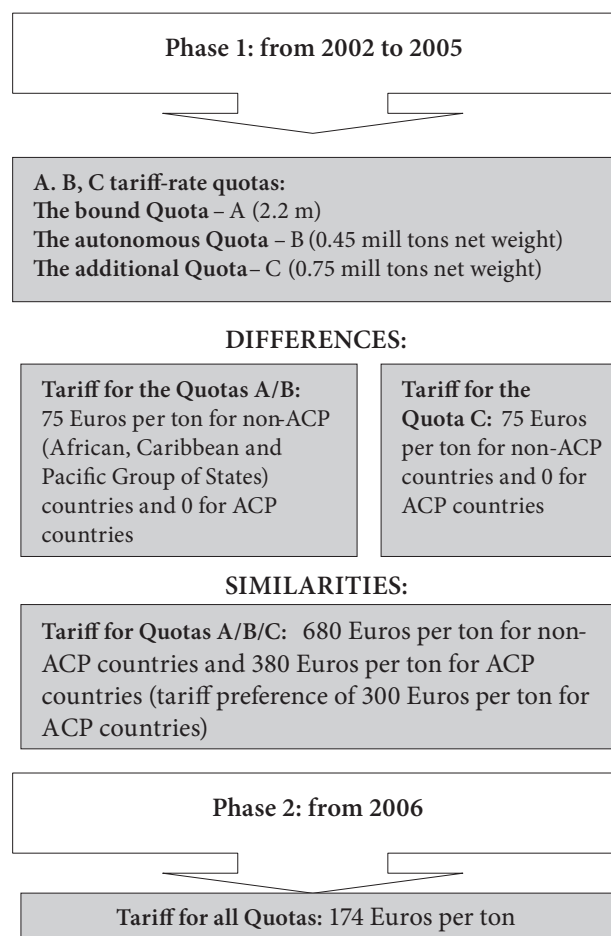 Phase 1: from 2002 to 2005
A. B, C tariff-rate quotas:
The bound Quota – A (2.2 m)
The autonomous Quota – B (0.45 mill tons net weight)
The additional Quota– C (0.75 mill tons net weight)
DIFFERENCES:
Tariff for the Quotas A/B:
75 Euros per ton for non-ACP
(African, Caribbean and
Pacific Group of States)
countries and 0 for ACP
countries
Tariff for the
Quota C: 75 Euros
per ton for non-ACP
countries and 0 for
ACP countries
SIMILARITIES:
Tariff for Quotas A/B/C: 680 Euros per ton for non-
ACP countries and 380 Euros per ton for ACP
countries (tariff preference of 300 Euros per ton for
ACP countries)
Phase 2: from 2006
Tariff for all Quotas: 174 Euros per ton